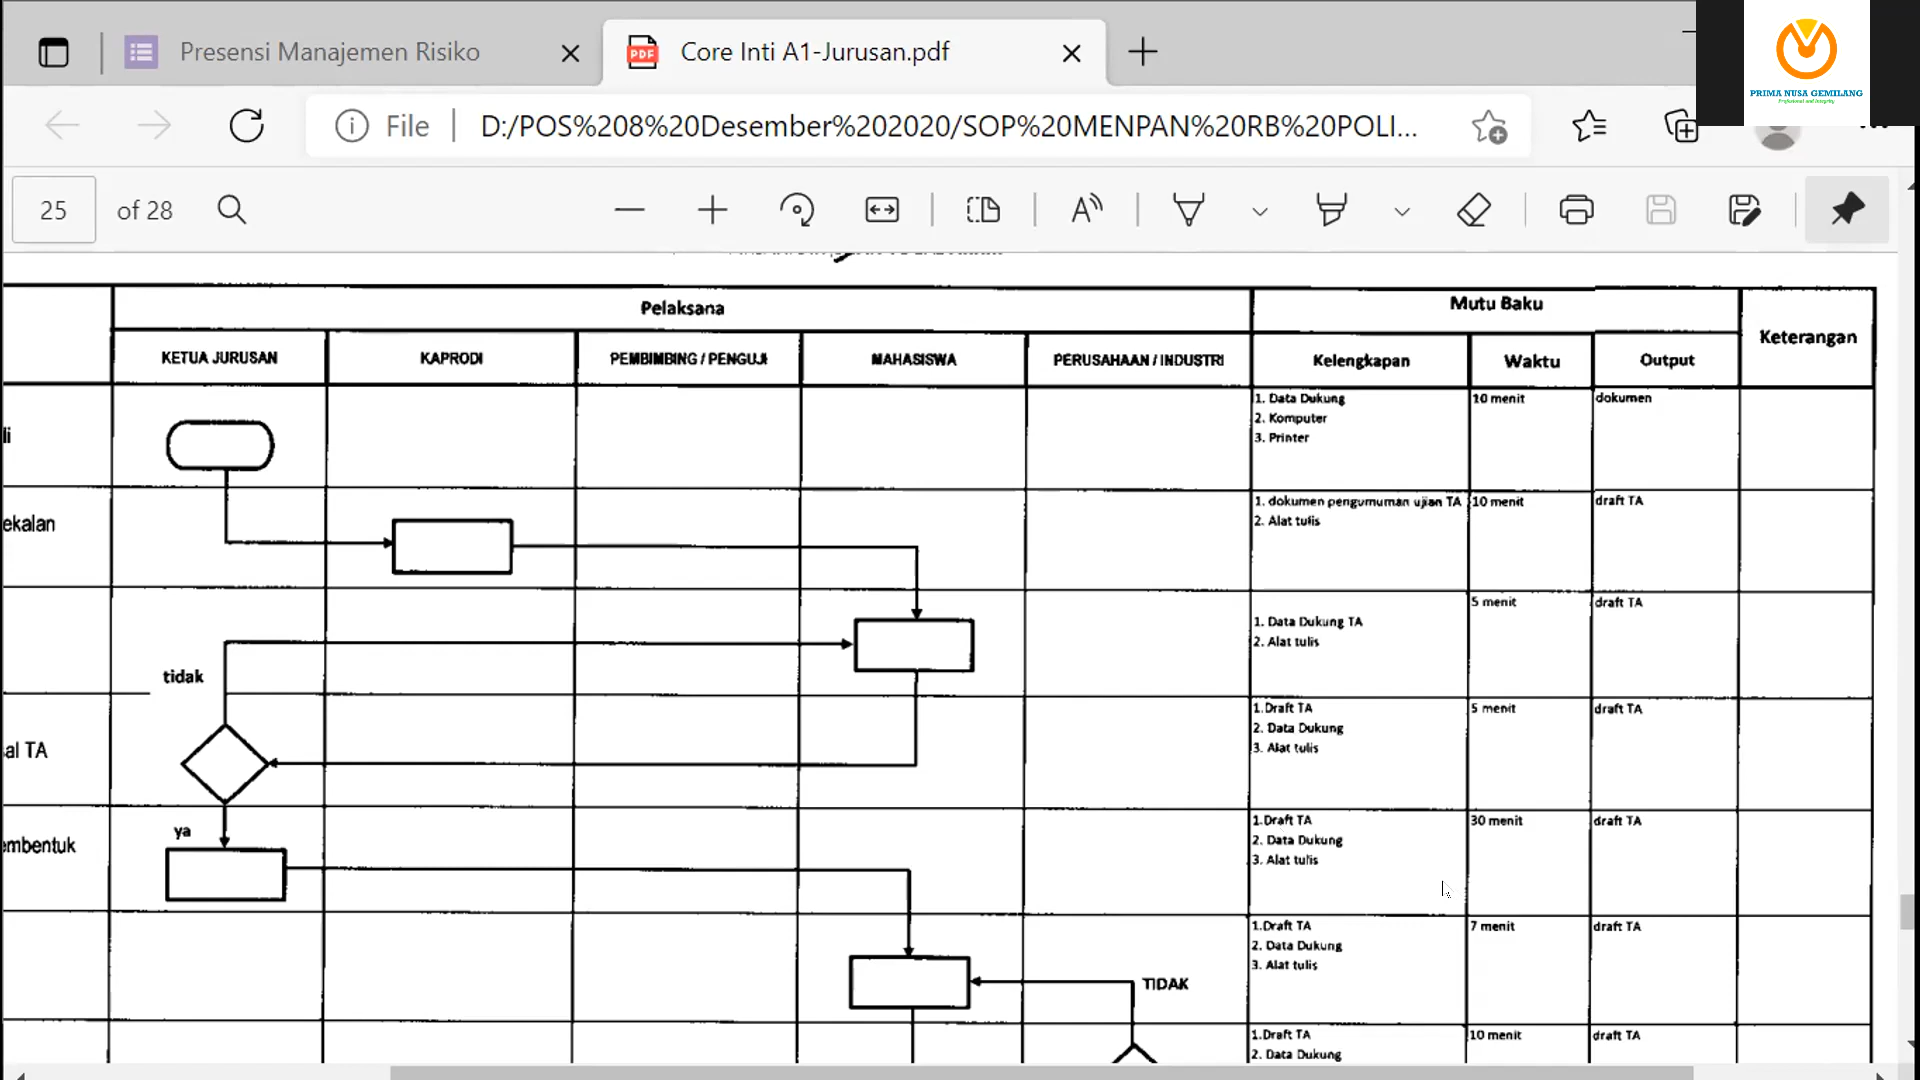 Presensi Manajemen Risiko
PDF
Core Inti A1-Jurusan.pdf
PRIMA NUSA GEMILANG
Profesional and Integrity
File
D:/POS%208%20Desember%202020/SOP%20MENPAN%20RB%20POLI...
25 of 28
Pelaksana
Mutu Baku
Keterangan
KETUA JURUSAN
KAPRODI
PEMBIMBING / PENGUJI
MAHASISWA
PERUSAHAAN / INDUSTRI
Kelengkapan
Waktu
Output
li
1. Data Dukung
2. Komputer
3. Printer
10 menit
dokumen
ekalan
1. dokumen pengumuman ujian TA
2. Alat tulis
10 menit
draft TA
1. Data Dukung TA
2. Alat tulis
5 menit
draft TA
tidak
al TA
1.Draft TA
2. Data Dukung
3. Alat tulis
5 menit
draft TA
ya
embentuk
1.Draft TA
2. Data Dukung
3. Alat tulis
30 menit
draft TA
TIDAK
1.Draft TA
2. Data Dukung
3. Alat tulis
7 menit
draft TA
1.Draft TA
2. Data Dukung
10 menit
draft TA